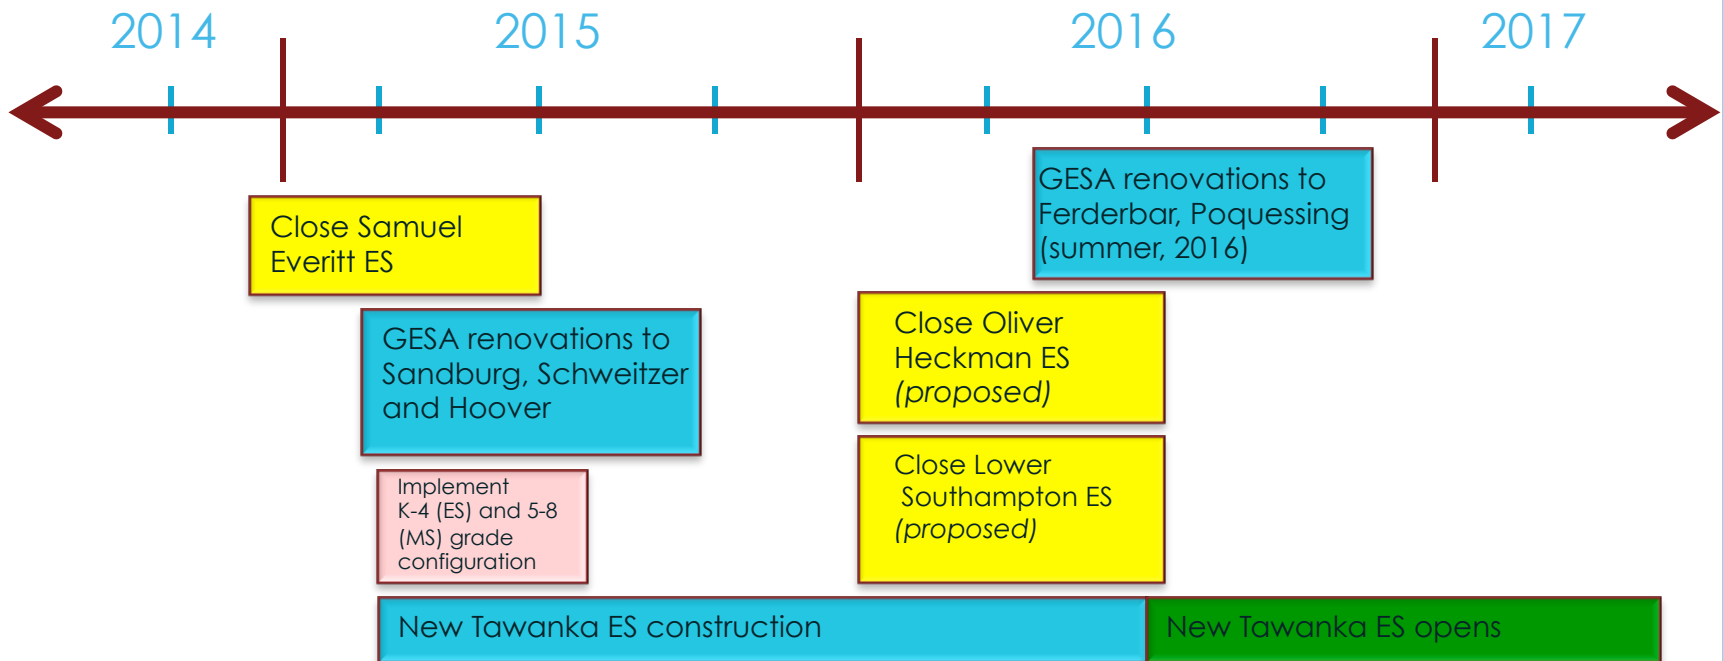 2014
2015
2016
2017
GESA renovations to
Ferderbar, Poquessing
(summer, 2016)
Close Samuel
Everitt ES
Close Oliver
Heckman ES
(proposed)
GESA renovations to
Sandburg, Schweitzer
and Hoover
Close Lower
Southampton ES
(proposed)
Implement
K-4 (ES) and 5-8
(MS) grade
configuration
New Tawanka ES construction
New Tawanka ES opens